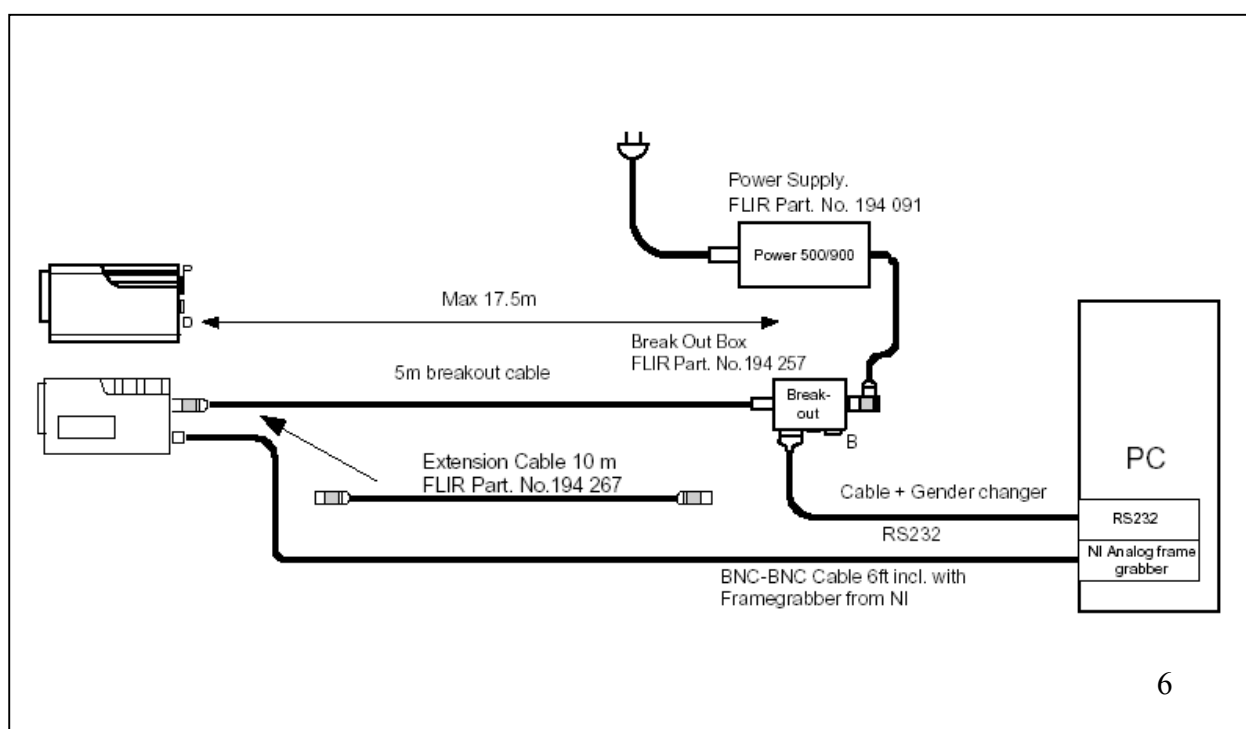 Power Supply.
FLIR Part. No. 194 091
Power 500/900
P
D
Max 17.5m
Break Out Box
FLIR Part. No.194 257
5m breakout cable
Break-
out
B
Extension Cable 10 m
FLIR Part. No.194 267
PC
Cable + Gender changer
RS232
RS232
NI Analog frame
grabber
BNC-BNC Cable 6ft incl. with
Framegrabber from NI
6